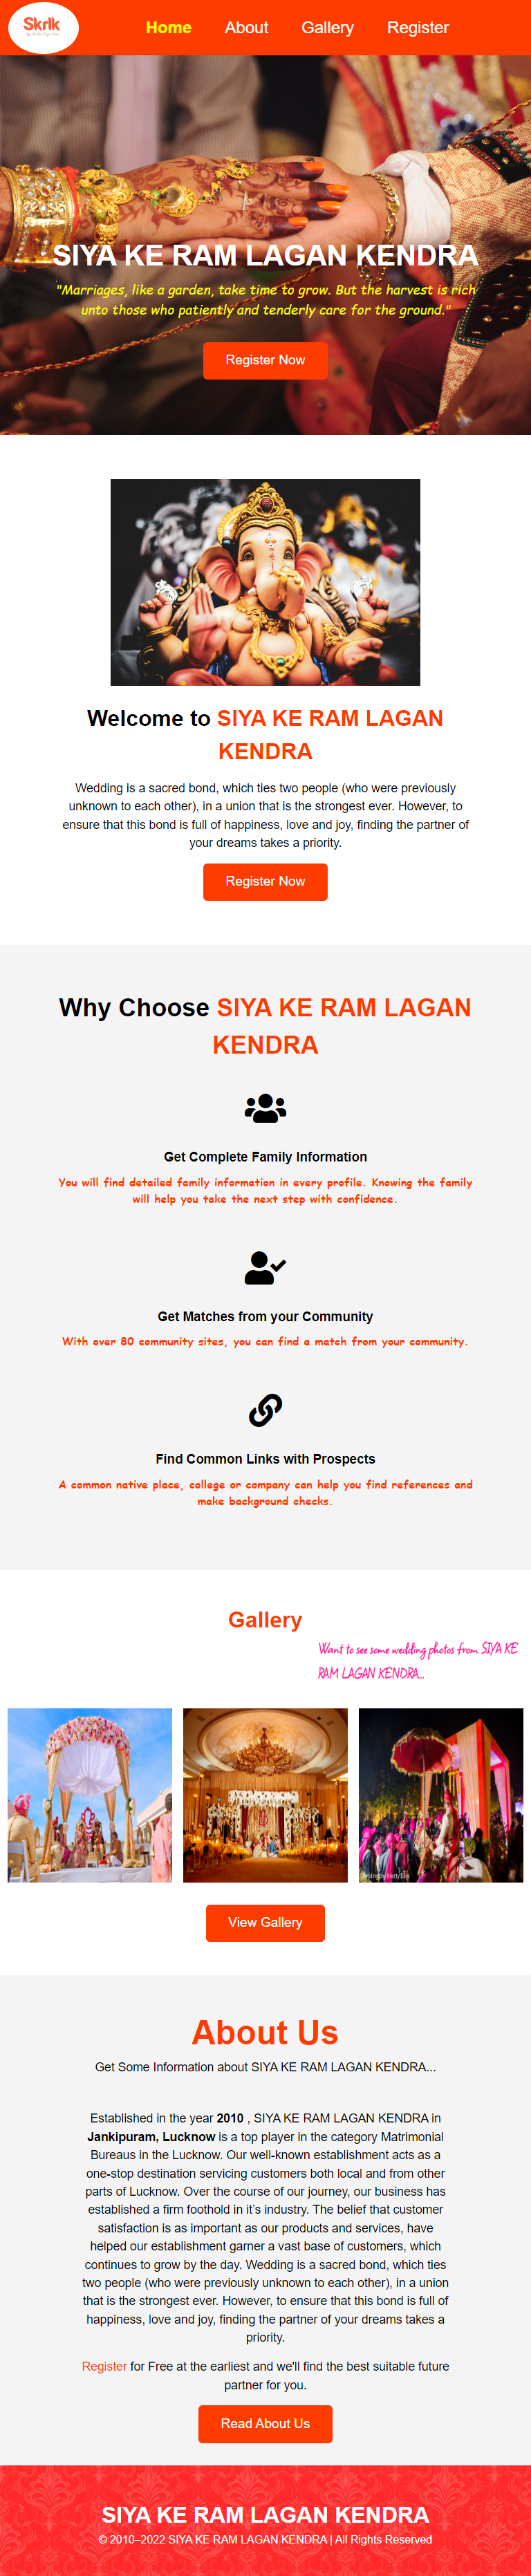 Skrlk
Home
About
Gallery
Register
SIYA KE RAM LAGAN KENDRA
"Marriages, like a garden, take time to grow. But the harvest is rich
unto those who patiently and tenderly care for the ground."
Register Now
Welcome to SIYA KE RAM LAGAN
KENDRA
Wedding is a sacred bond, which ties two people (who were previously
unknown to each other), in a union that is the strongest ever. However, to
ensure that this bond is full of happiness, love and joy, finding the partner of
your dreams takes a priority.
Register Now
Why Choose SIYA KE RAM LAGAN
KENDRA
Get Complete Family Information
You will find detailed family information in every profile. Knowing the family
will help you take the next step with confidence.
Get Matches from your Community
With over 80 community sites, you can find a match from your community.
Find Common Links with Prospects
A common native place, college or company can help you find references and
make background checks.
Gallery
Want to see some wedding photos from SIYA KE
RAM LAGAN KENDRA...
View Gallery
About Us
Get Some Information about SIYA KE RAM LAGAN KENDRA...
Established in the year 2010 , SIYA KE RAM LAGAN KENDRA in
Jankipuram, Lucknow is a top player in the category Matrimonial
Bureaus in the Lucknow. Our well-known establishment acts as a
one-stop destination servicing customers both local and from other
parts of Lucknow. Over the course of our journey, our business has
established a firm foothold in it's industry. The belief that customer
satisfaction is as important as our products and services, have
helped our establishment garner a vast base of customers, which
continues to grow by the day. Wedding is a sacred bond, which ties
two people (who were previously unknown to each other), in a union
that is the strongest ever. However, to ensure that this bond is full of
happiness, love and joy, finding the partner of your dreams takes a
priority.
Register for Free at the earliest and we'll find the best suitable future
partner for you.
Read About Us
SIYA KE RAM LAGAN KENDRA
© 2010–2022 SIYA KE RAM LAGAN KENDRA | All Rights Reserved